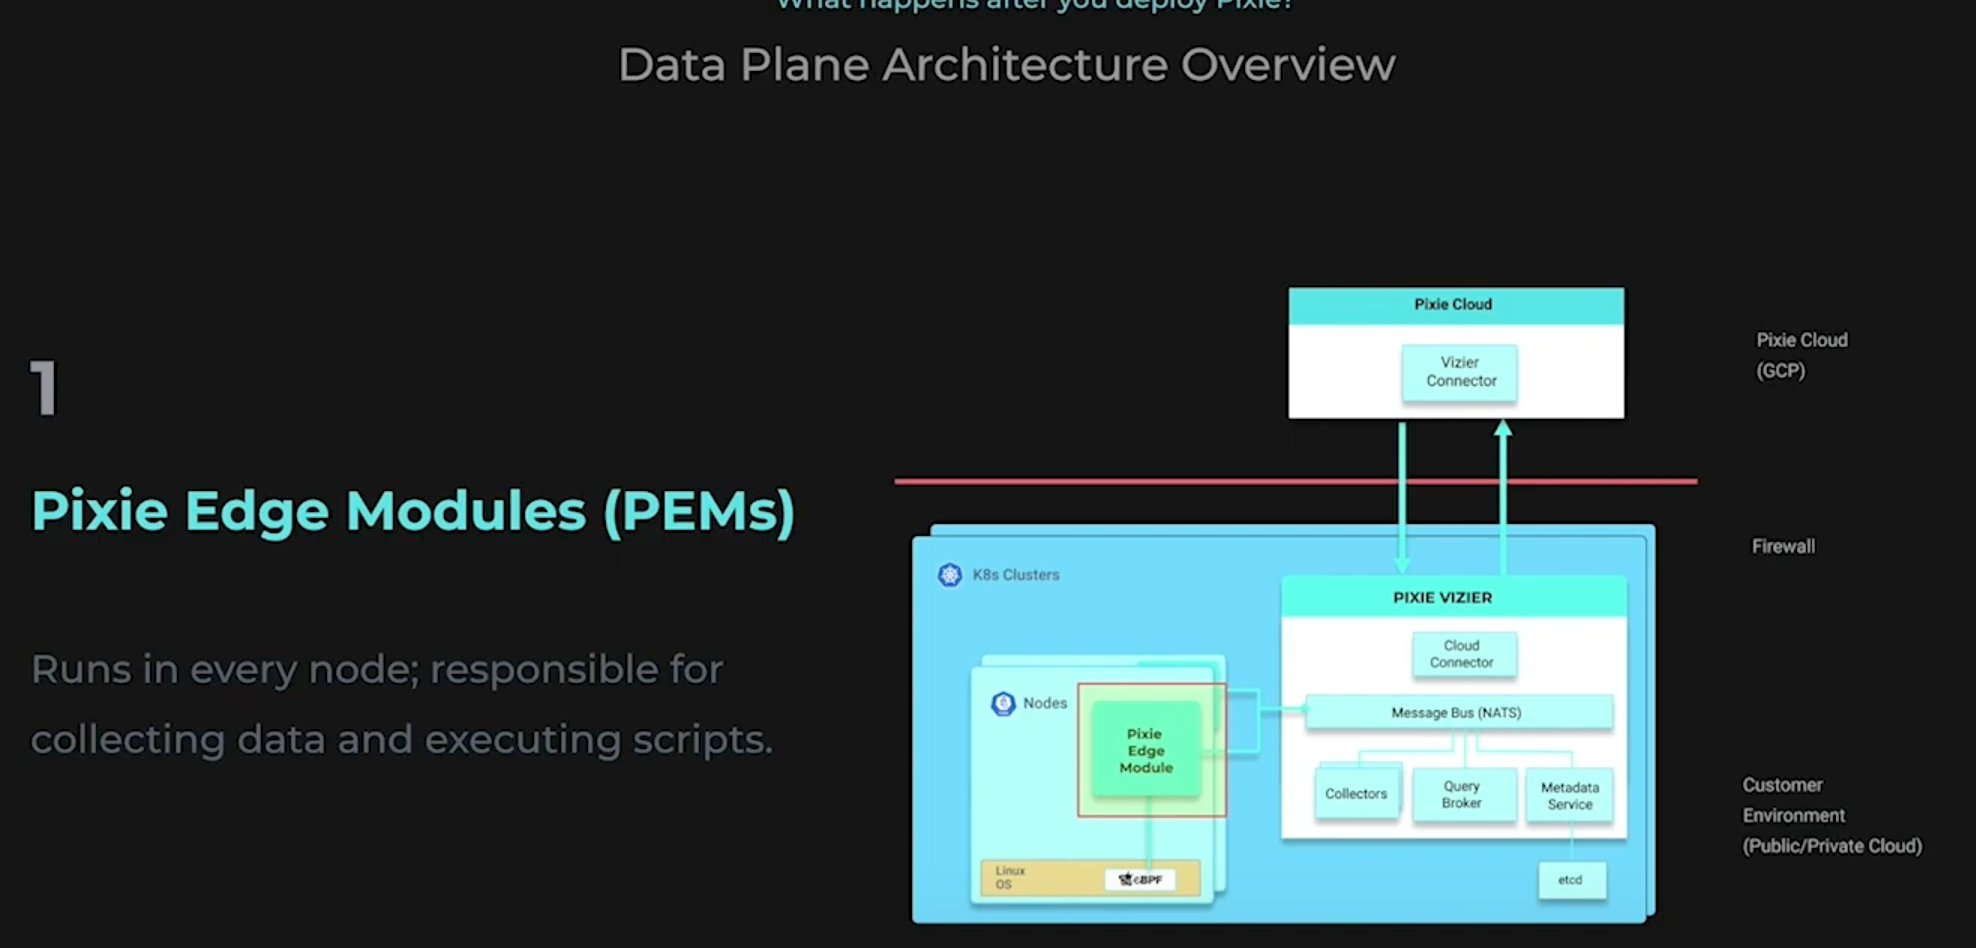 What happens after you deploy Pixie?
Data Plane Architecture Overview
1
Pixie Edge Modules (PEMs)
Runs in every node; responsible for
collecting data and executing scripts.
Pixie Cloud
Vizier
Connector
Pixie Cloud
(GCP)
Firewall
K8s Clusters
PIXIE VIZIER
Cloud
Connector
Message Bus (NATS)
Collectors
Query
Broker
Metadata
Service
etcd
Nodes
Pixie
Edge
Module
Linux
OS
eBPF
Customer
Environment
(Public/Private Cloud)